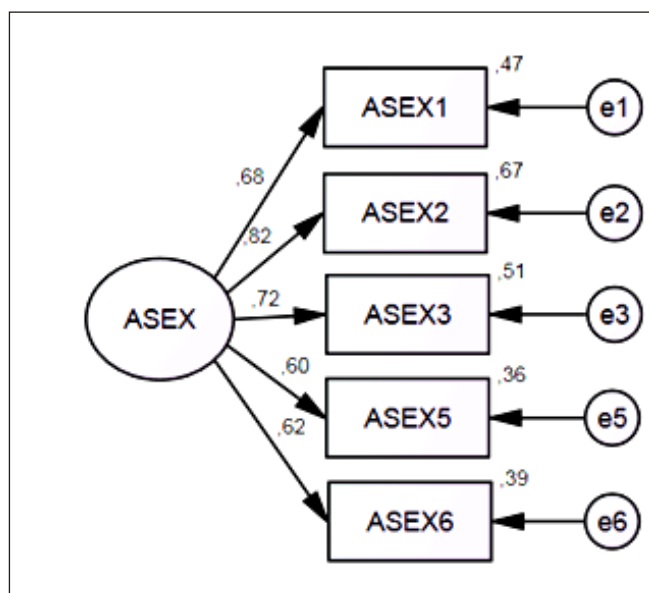 ,47
ASEX1
e1
,68
,67
ASEX2
e2
,82
,51
ASEX
,72
ASEX3
e3
,60
,36
ASEX5
e5
,62
,39
ASEX6
e6